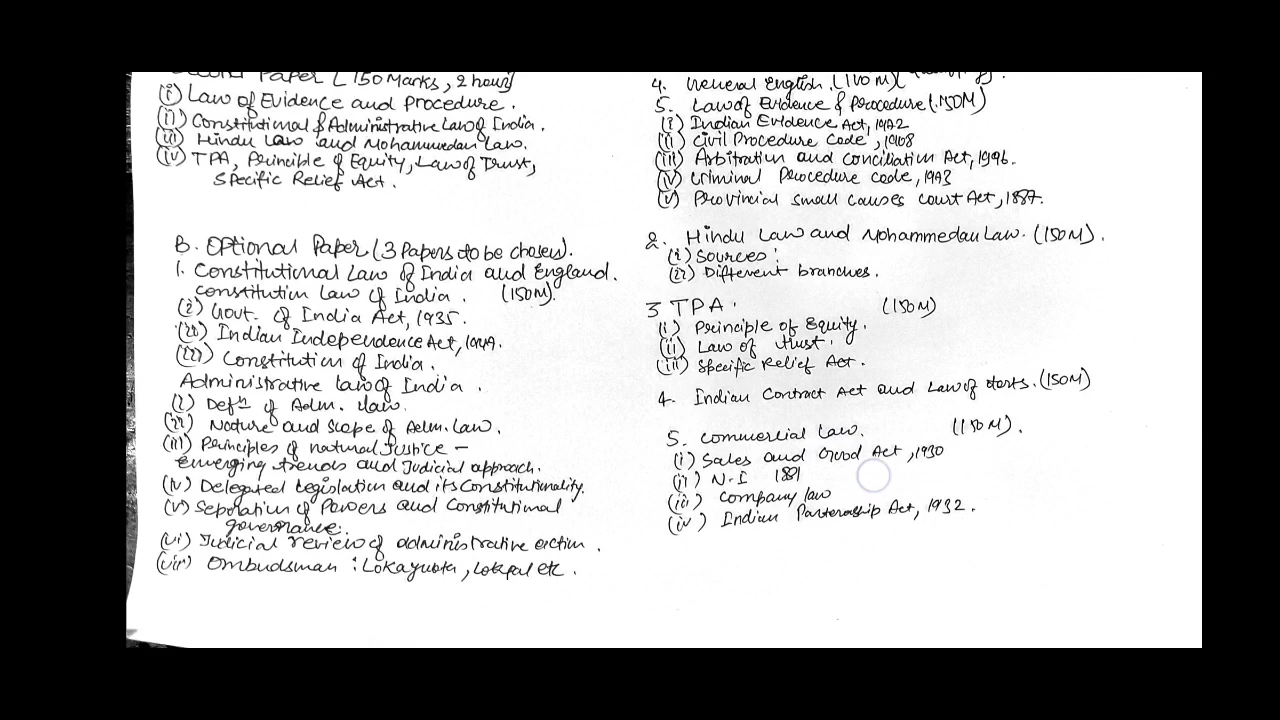 Paper [150 Marks, 2 hours]
(i) Law of Evidence and Procedure.
(ii) Constitutional & Administrative Law of India.
(iii) Hindu Law and Mohammedan Law.
(iv) TPA, Principle of Equity, Law of Trust,
Specific Relief Act.
B. Optional Paper (3 Papers to be chosen).
1. Constitutional Law of India and England.
Constitution Law of India. (150M).
(i) Govt. of India Act, 1935.
(ii) Indian Independence Act, 1947.
(iii) Constitution of India.
Administrative law of India.
(i) Defn of Adm. law.
(ii) Nature and Scope of Adm. Law.
(iii) Principles of natural Justice -
emerging trends and Judicial approach.
(iv) Delegated legislation and its Constitutionality.
(v) Separation of Powers and Constitutional
governance.
(vi) Judicial review of administrative action.
(vii) Ombudsman : Lokayukta, Lokpal etc.
4. General English. (100M)
5. Law of Evidence & Procedure (150M)
(i) Indian Evidence Act, 1872
(ii) Civil Procedure Code, 1908
(iii) Arbitration and Conciliation Act, 1996.
(iv) Criminal Procedure code, 1973
(v) Provincial small causes court Act, 1887.
2. Hindu Law and Mohammedan Law. (150M).
(i) Sources :
(ii) Different branches.
3 TPA. (150M)
(i) Principle of Equity.
(ii) Law of trust.
(iii) Specific Relief Act.
4. Indian Contract Act and Law of torts. (150M)
5. Commercial Law. (150M).
(i) Sales and Good Act, 1930
(ii) N.I 1881
(iii) Company law
(iv) Indian Partnership Act, 1932.